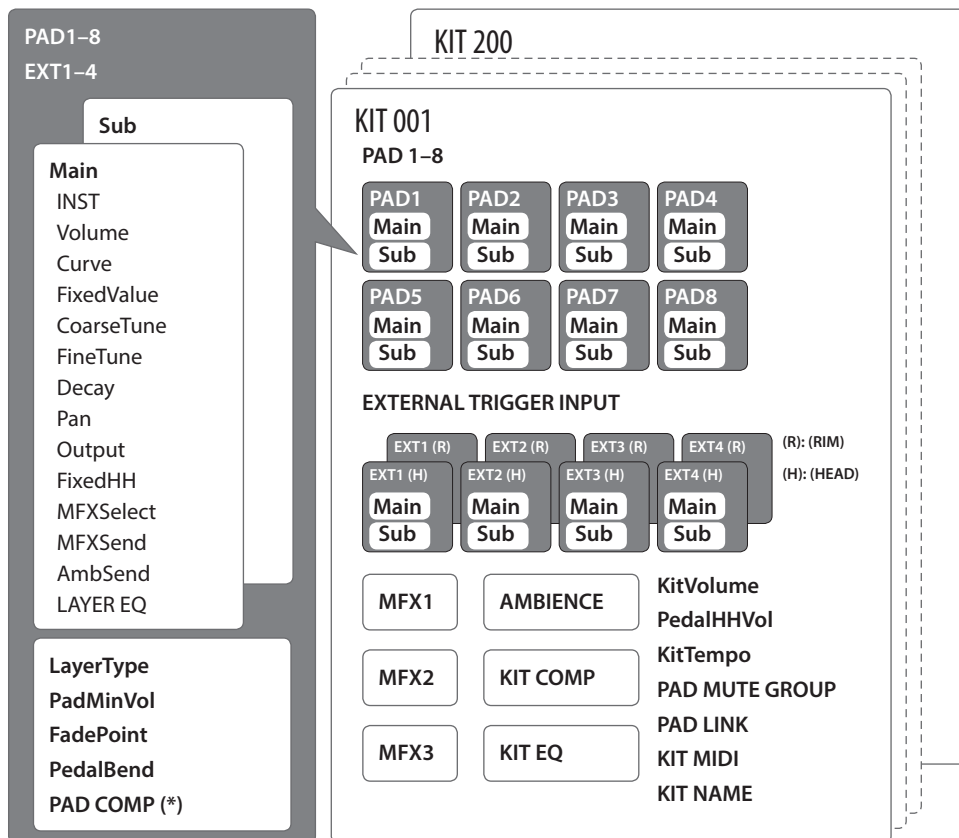 PAD1–8
EXT1–4
Sub
Main
INST
Volume
Curve
FixedValue
CoarseTune
FineTune
Decay
Pan
Output
FixedHH
MFXSelect
MFXSend
AmbSend
LAYER EQ
LayerType
PadMinVol
FadePoint
PedalBend
PAD COMP (*)
KIT 200
KIT 001
PAD 1–8
PAD1 PAD2 PAD3 PAD4
Main Main Main Main
Sub Sub Sub Sub
PAD5 PAD6 PAD7 PAD8
Main Main Main Main
Sub Sub Sub Sub
EXTERNAL TRIGGER INPUT
EXT1 (R) EXT2 (R) EXT3 (R) EXT4 (R) (R): (RIM)
EXT1 (H) EXT2 (H) EXT3 (H) EXT4 (H) (H): (HEAD)
Main Main Main Main
Sub Sub Sub Sub
MFX1 AMBIENCE
MFX2 KIT COMP
MFX3 KIT EQ
KitVolume
PedalHHVol
KitTempo
PAD MUTE GROUP
PAD LINK
KIT MIDI
KIT NAME